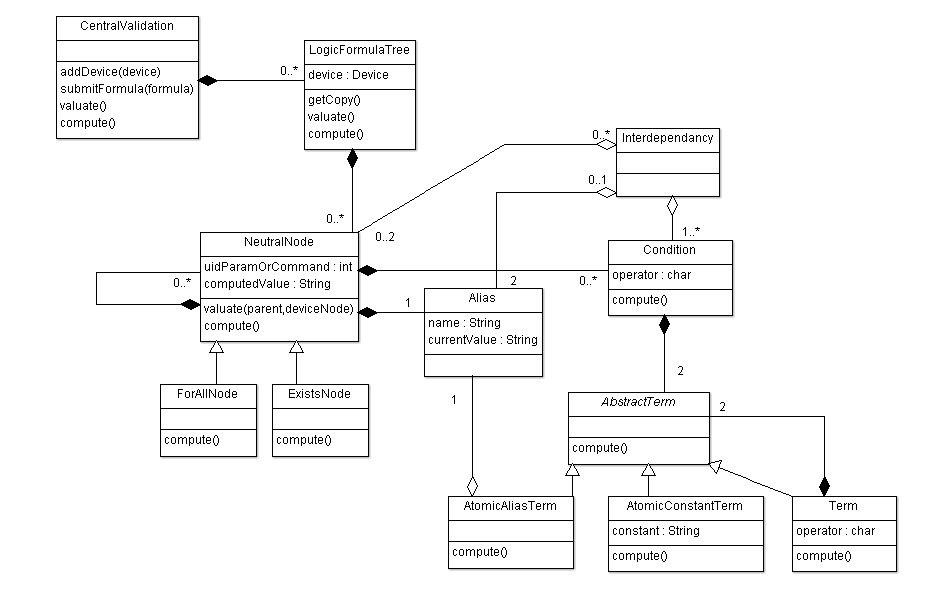 CentralValidation
addDevice(device)
submitFormula(formula)
valuate()
compute()
0..*
LogicFormulaTree
device : Device
getCopy()
valuate()
compute()
0..*
Interdependancy
0..1
0..*
0..2
1..*
NeutralNode
uidParamOrCommand : int
computedValue : String
valuate(parent,deviceNode)
compute()
0..*
Condition
operator : char
compute()
0..*
1
2
Alias
name : String
currentValue : String
ForAllNode
compute()
ExistsNode
compute()
1
2
AbstractTerm
compute()
2
AtomicAliasTerm
compute()
AtomicConstantTerm
constant : String
compute()
Term
operator : char
compute()